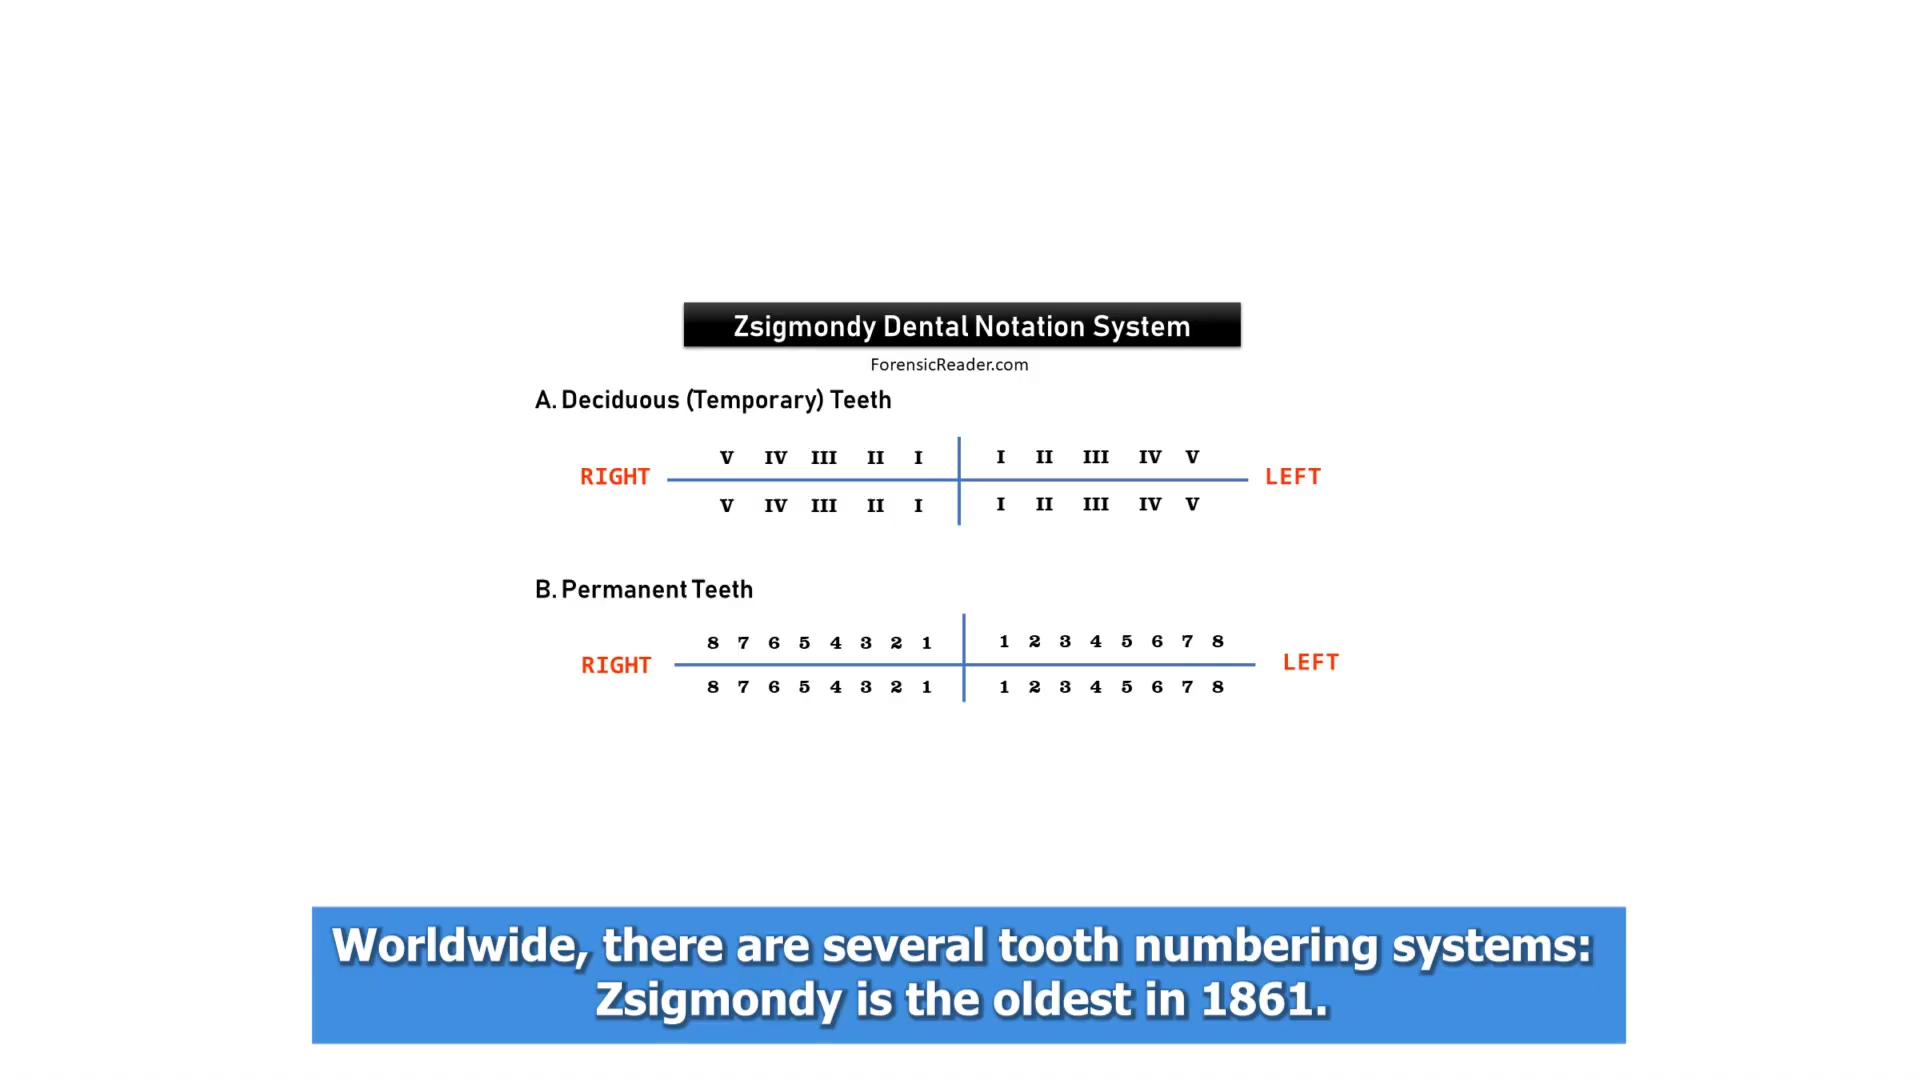 Zsigmondy Dental Notation System
ForensicReader.com
A. Deciduous (Temporary) Teeth
V IV III II I I II III IV V
RIGHT LEFT
V IV III II I I II III IV V
B. Permanent Teeth
8 7 6 5 4 3 2 1 1 2 3 4 5 6 7 8
RIGHT LEFT
8 7 6 5 4 3 2 1 1 2 3 4 5 6 7 8
Worldwide, there are several tooth numbering systems:
Zsigmondy is the oldest in 1861.